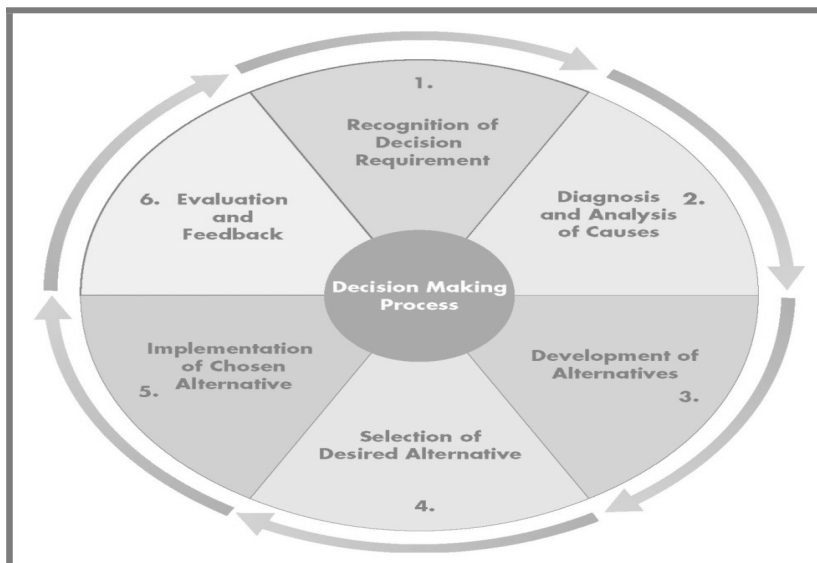 1.
Recognition of
Decision
Requirement
2.
Diagnosis
and Analysis
of Causes
3.
Development of
Alternatives
4.
Selection of
Desired Alternative
5.
Implementation
of Chosen
Alternative
6.
Evaluation
and
Feedback
Decision Making
Process